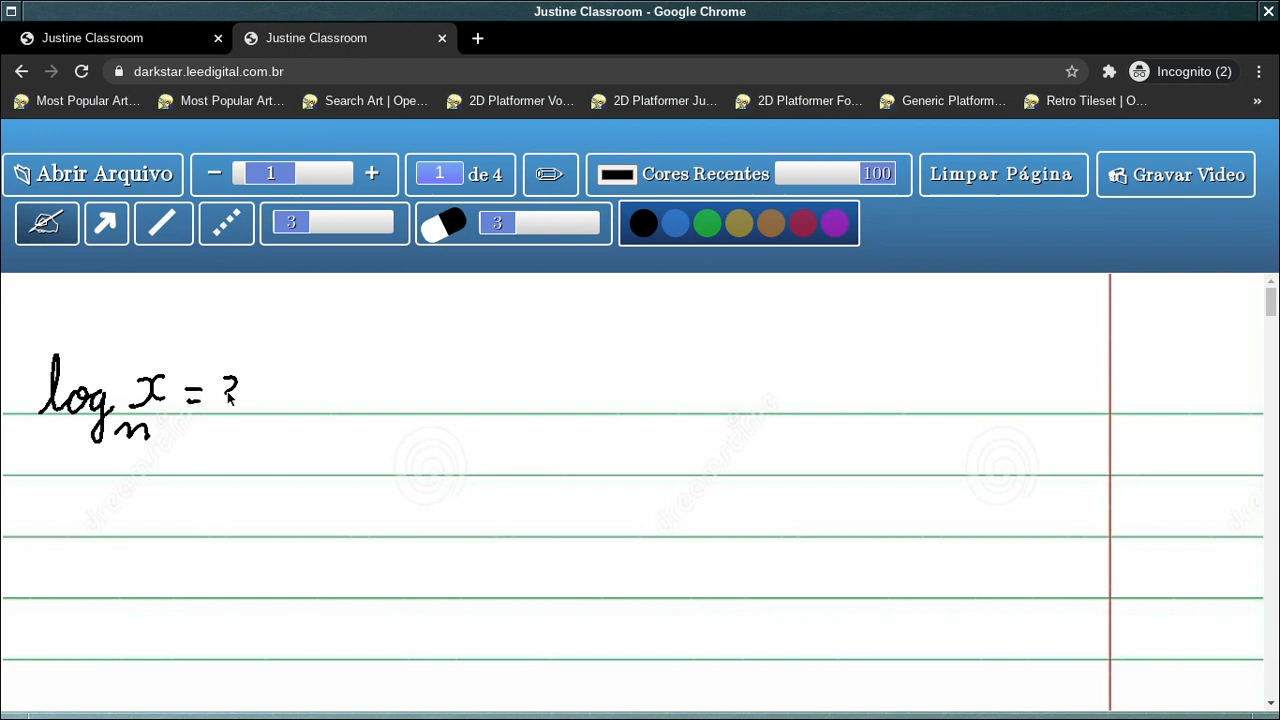 Justine Classroom - Google Chrome
Justine Classroom
Justine Classroom
darkstar.leedigital.com.br
Incognito (2)
Most Popular Art...
Most Popular Art...
Search Art | Ope...
2D Platformer Vo...
2D Platformer Ju...
2D Platformer Fo...
Generic Platform...
Retro Tileset | O...
»
Abrir Arquivo
− 1 +
1 de 4
Cores Recentes 100
Limpar Página
Gravar Video
3
3
log_n x = ?
dreamstime
dreamstime